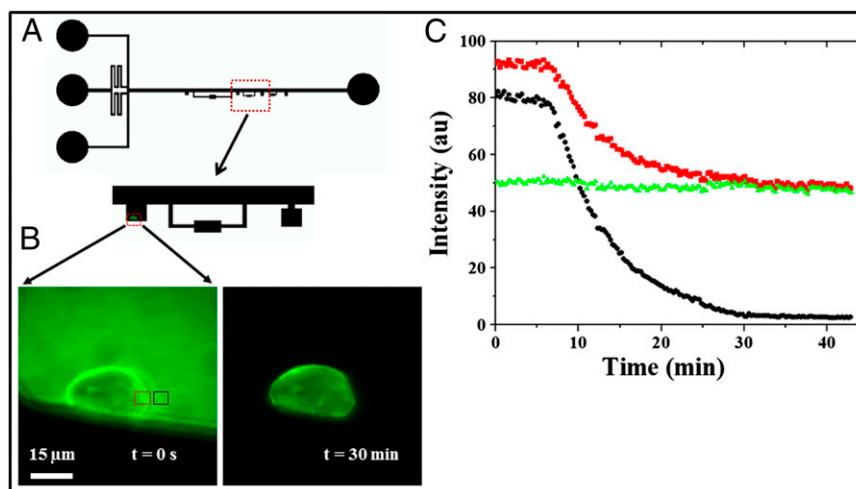 A
B
15 µm
t = 0 s
t = 30 min
C
Intensity (au)
100
80
60
40
20
0
0 10 20 30 40
Time (min)